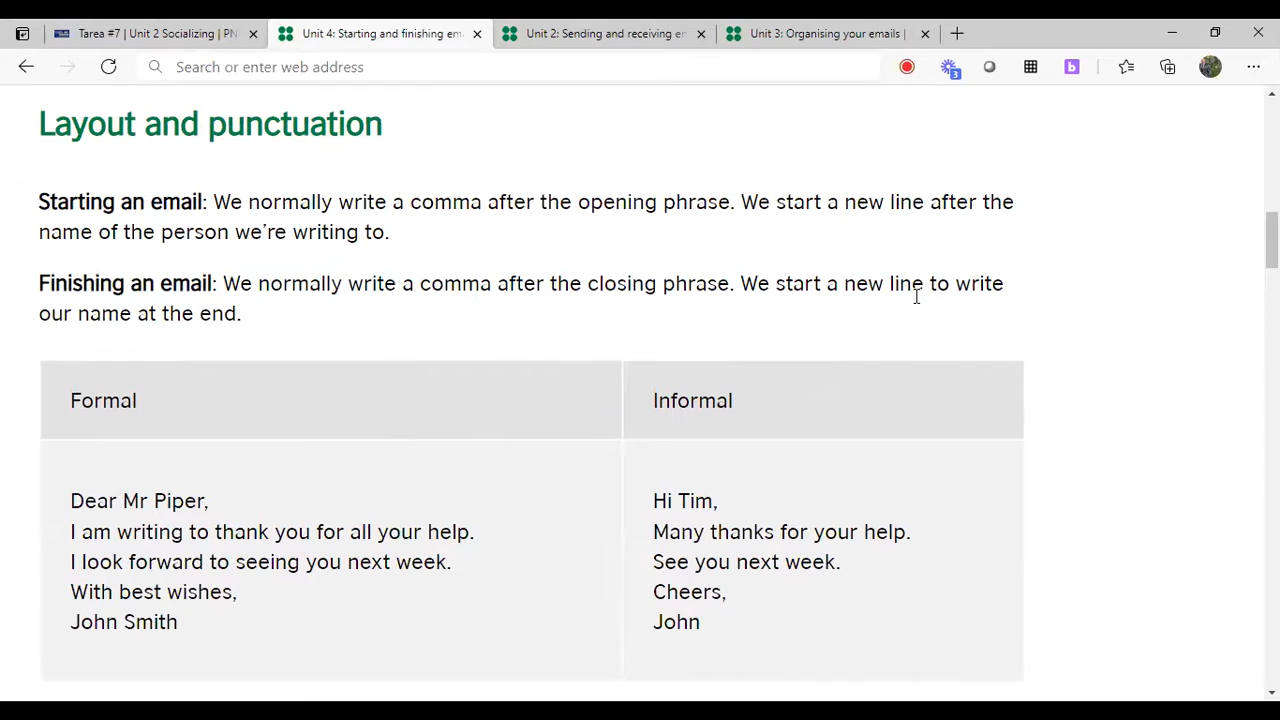 Tarea #7 | Unit 2 Socializing | PN
Unit 4: Starting and finishing em
Unit 2: Sending and receiving e
Unit 3: Organising your emails |
Search or enter web address
3
b
Layout and punctuation
Starting an email: We normally write a comma after the opening phrase. We start a new line after the
name of the person we’re writing to.
Finishing an email: We normally write a comma after the closing phrase. We start a new line to write
our name at the end.
Formal
Informal
Dear Mr Piper,
I am writing to thank you for all your help.
I look forward to seeing you next week.
With best wishes,
John Smith
Hi Tim,
Many thanks for your help.
See you next week.
Cheers,
John